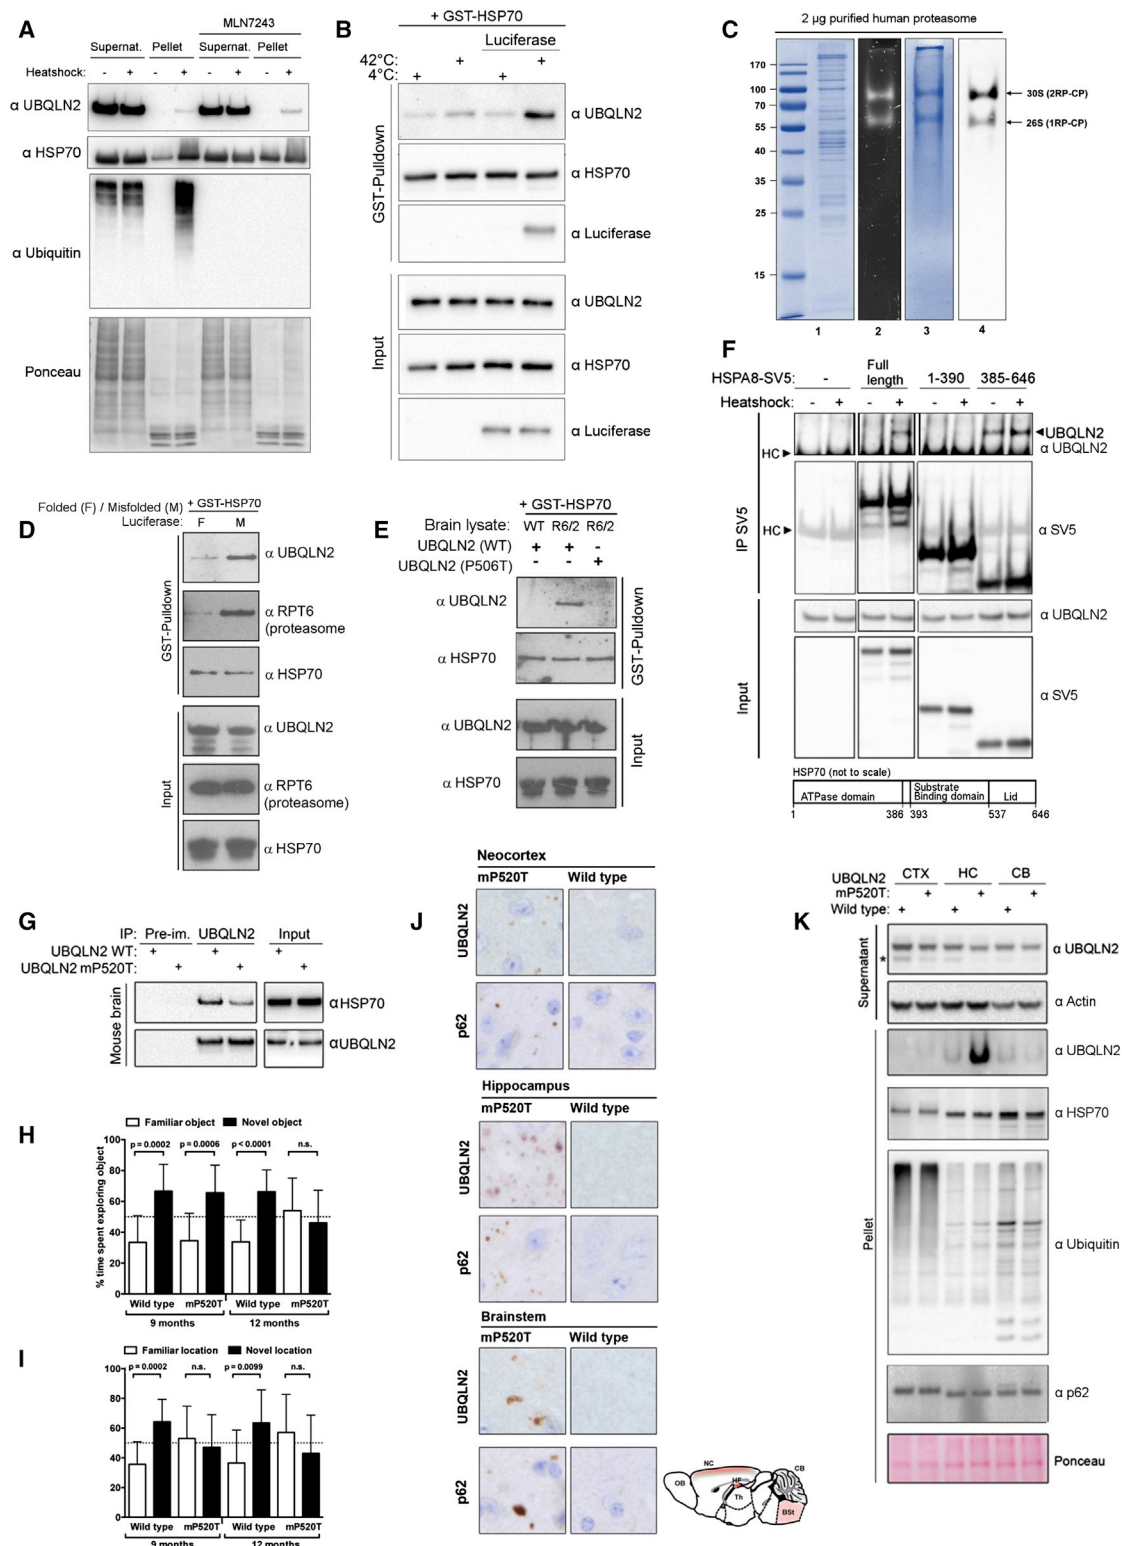 A
MLN7243
Supernat. Pellet Supernat. Pellet
Heatshock: - + - + - + - +
α UBQLN2
α HSP70
α Ubiquitin
Ponceau
B
+ GST-HSP70
Luciferase
42°C: + +
4°C: + +
GST-Pulldown
α UBQLN2
α HSP70
α Luciferase
Input
α UBQLN2
α HSP70
α Luciferase
C
2 µg purified human proteasome
170
100
70
55
40
35
25
15
30S (2RP-CP)
26S (1RP-CP)
1 2 3 4
D
+ GST-HSP70
Folded (F) / Misfolded (M)
Luciferase: F M
GST-Pulldown
α UBQLN2
α RPT6
(proteasome
α HSP70
Input
α UBQLN2
α RPT6
(proteasome)
α HSP70
E
+ GST-HSP70
Brain lysate: WT R6/2 R6/2
UBQLN2 (WT) + + -
UBQLN2 (P506T) - - +
α UBQLN2
α HSP70
GST-Pulldown
α UBQLN2
α HSP70
Input
F
HSPA8-SV5: - Full length 1-390 385-646
Heatshock: - + - + - + - +
IP SV5
HC
UBQLN2
α UBQLN2
HC
α SV5
Input
α UBQLN2
α SV5
HSP70 (not to scale)
ATPase domain
Substrate
Binding domain
Lid
1 386 393 537 646
G
IP: Pre-im. UBQLN2 Input
UBQLN2 WT: + + +
UBQLN2 mP520T: + + +
Mouse brain
αHSP70
αUBQLN2
H
Familiar object Novel object
p = 0.0002 p = 0.0006 p < 0.0001 n.s.
% time spent exploring object
100
80
60
40
20
0
Wild type mP520T Wild type mP520T
9 months 12 months
I
Familiar location Novel location
p = 0.0002 n.s. p = 0.0099 n.s.
100
80
60
40
20
0
Wild type mP520T Wild type mP520T
9 months 12 months
J
Neocortex
mP520T Wild type
UBQLN2
p62
Hippocampus
mP520T Wild type
UBQLN2
p62
Brainstem
mP520T Wild type
UBQLN2
p62
OB
NC
HF
Th
CB
BSt
K
UBQLN2 CTX HC CB
mP520T: + + +
Wild type: + + +
Supernatant
α UBQLN2
*
α Actin
Pellet
α UBQLN2
α HSP70
α Ubiquitin
α p62
Ponceau